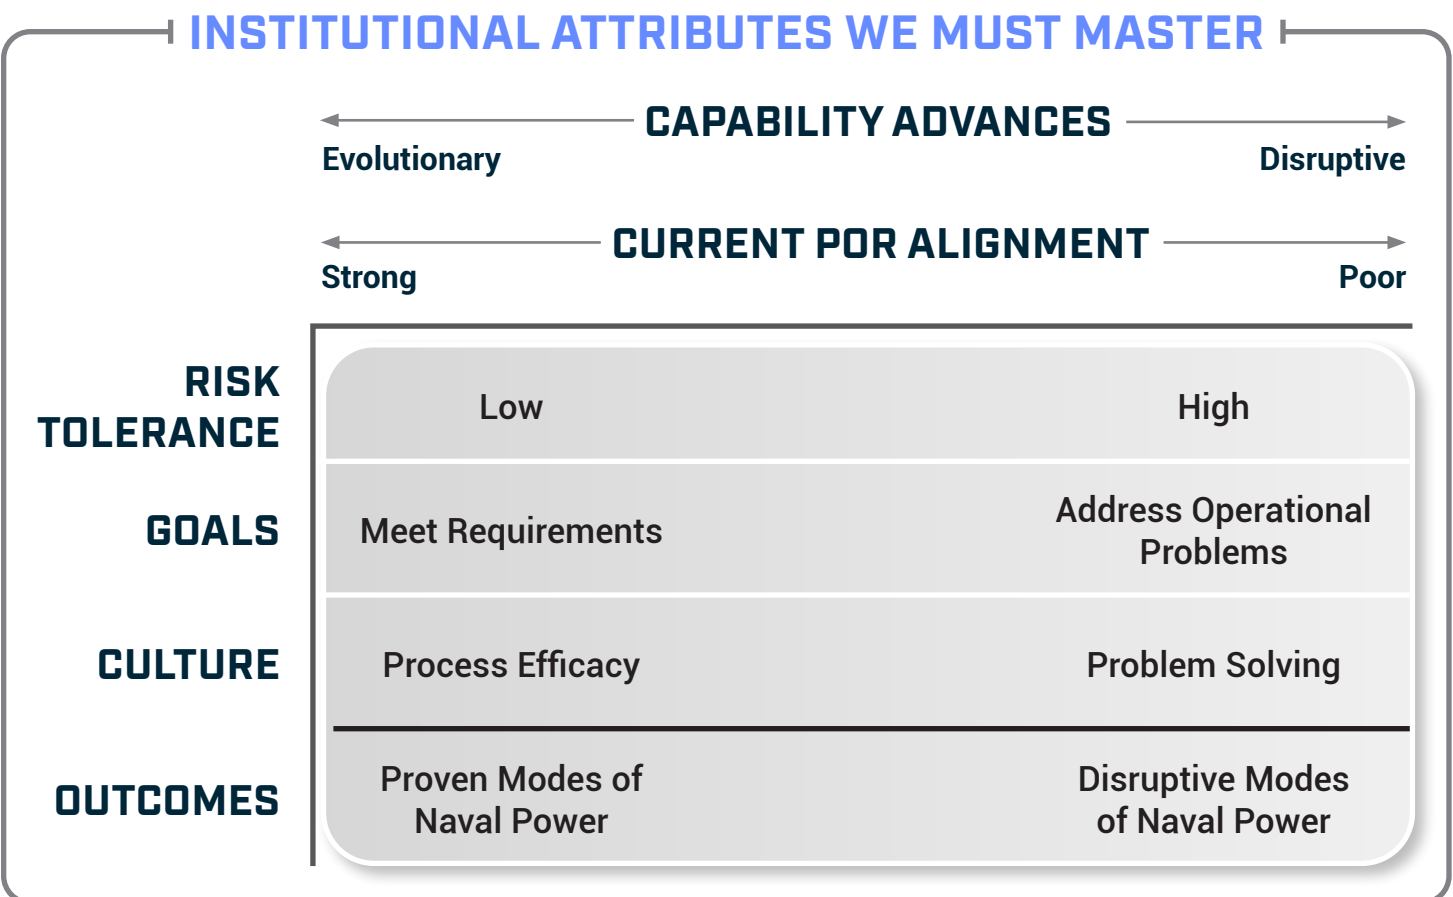 INSTITUTIONAL ATTRIBUTES WE MUST MASTER
CAPABILITY ADVANCES
Evolutionary
Disruptive
CURRENT POR ALIGNMENT
Strong
Poor
RISK
TOLERANCE
Low
High
GOALS
Meet Requirements
Address Operational
Problems
CULTURE
Process Efficacy
Problem Solving
OUTCOMES
Proven Modes of
Naval Power
Disruptive Modes
of Naval Power